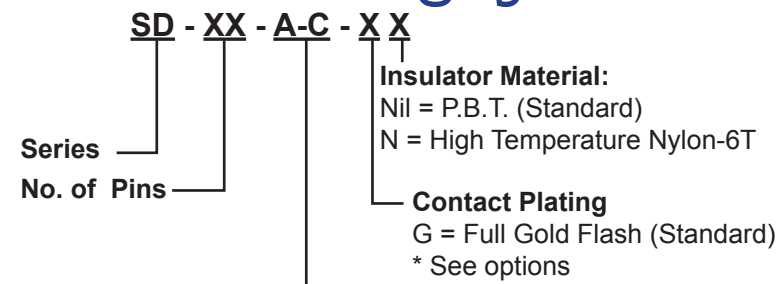 SD - XX - A-C - X X
Insulator Material:
Nil = P.B.T. (Standard)
N = High Temperature Nylon-6T
Series
No. of Pins
Contact Plating
G = Full Gold Flash (Standard)
* See options